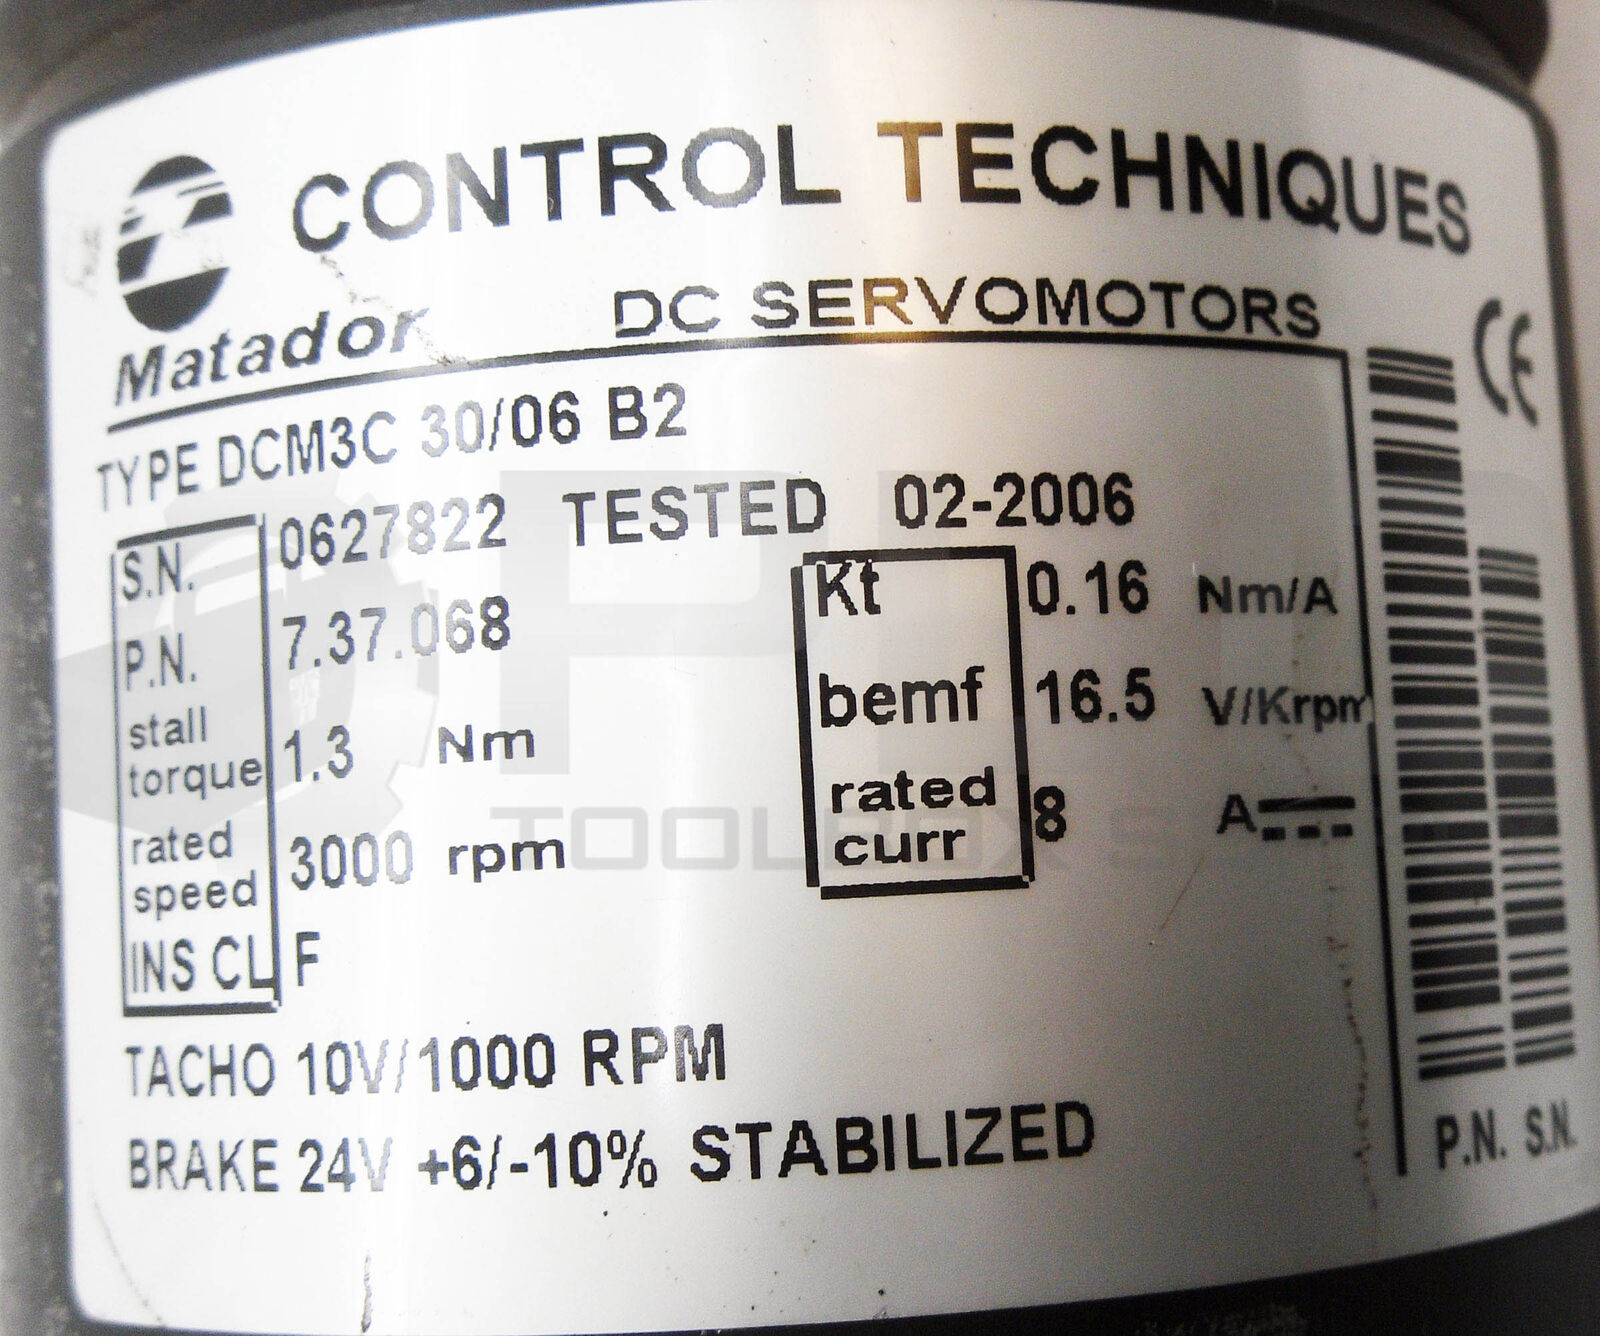 CONTROL TECHNIQUES
Matador DC SERVOMOTORS
TYPE DCM3C 30/06 B2
S.N. 0627822 TESTED 02-2006
P.N. 7.37.068
stall torque 1.3 Nm
rated speed 3000 rpm
INS CL F
Kt 0.16 Nm/A
bemf 16.5 V/Krpm
rated curr 8 A
TACHO 10V/1000 RPM
BRAKE 24V +6/-10% STABILIZED
CE
P.N. S.N.